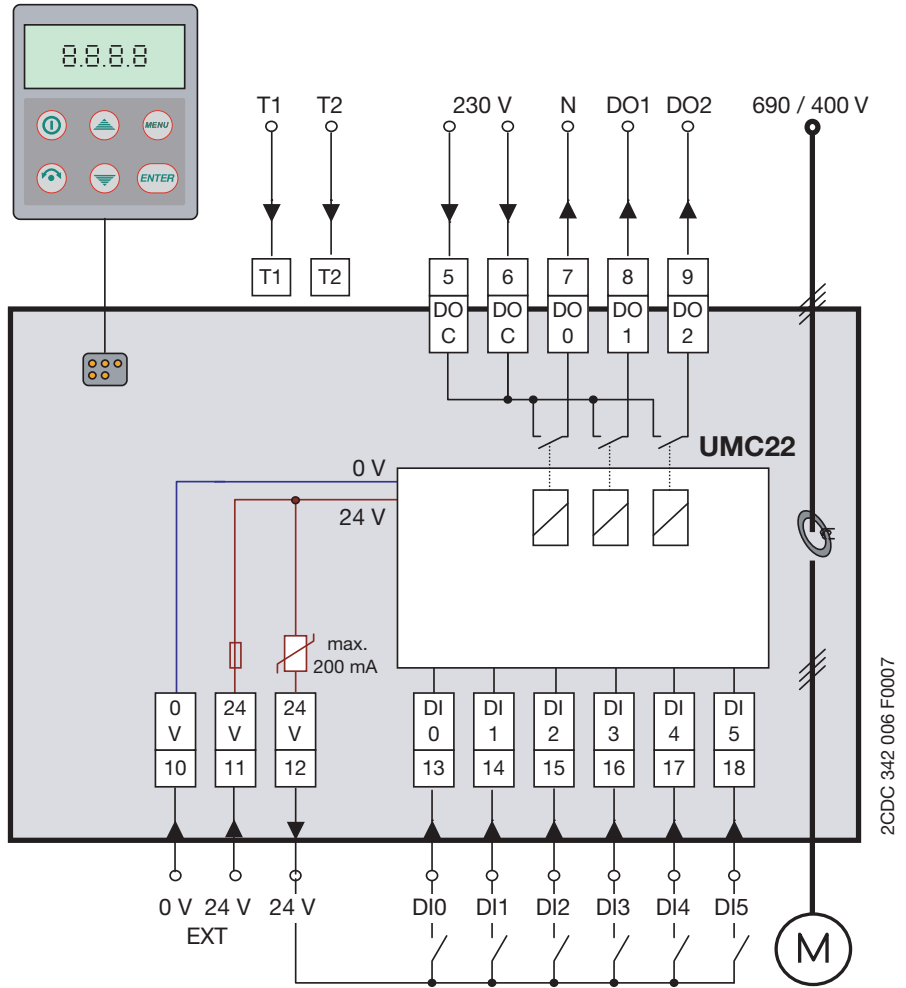 8.8.8.8
MENU
ENTER
T1 T2 230 V N DO1 DO2 690 / 400 V
T1 T2 5 6 7 8 9
DO C DO C DO 0 DO 1 DO 2
UMC22
0 V
24 V
max.
200 mA
0 V 24 V 24 V DI 0 DI 1 DI 2 DI 3 DI 4 DI 5
10 11 12 13 14 15 16 17 18
0 V 24 V 24 V DI0 DI1 DI2 DI3 DI4 DI5
EXT
M
2CDC 342 006 F0007